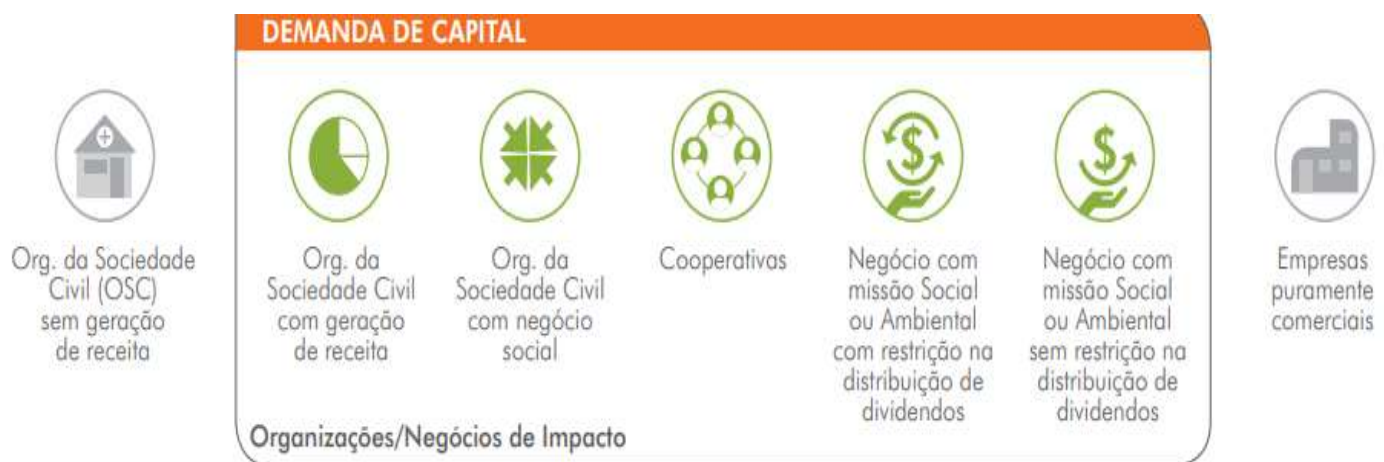 DEMANDA DE CAPITAL
Org. da Sociedade
Civil (OSC)
sem geração
de receita
Org. da
Sociedade Civil
com geração
de receita
Org. da
Sociedade Civil
com negócio
social
Cooperativas
Negócio com
missão Social
ou Ambiental
com restrição na
distribuição de
dividendos
Negócio com
missão Social
ou Ambiental
sem restrição na
distribuição de
dividendos
Empresas
puramente
comerciais
Organizações/Negócios de Impacto